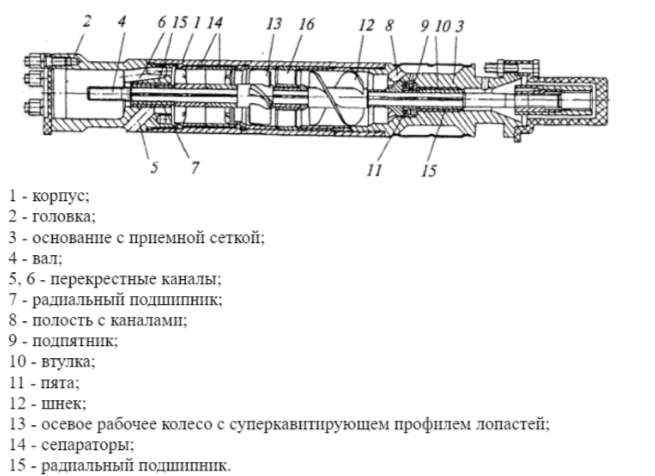 2 4 6 15 1 14 13 16 12 8 9 10 3
5 7 11 15
1 - корпус;
2 - головка;
3 - основание с приемной сеткой;
4 - вал;
5, 6 - перекрестные каналы;
7 - радиальный подшипник;
8 - полость с каналами;
9 - подпятник;
10 - втулка;
11 - пята;
12 - шнек;
13 - осевое рабочее колесо с суперкавитирующем профилем лопастей;
14 - сепараторы;
15 - радиальный подшипник.